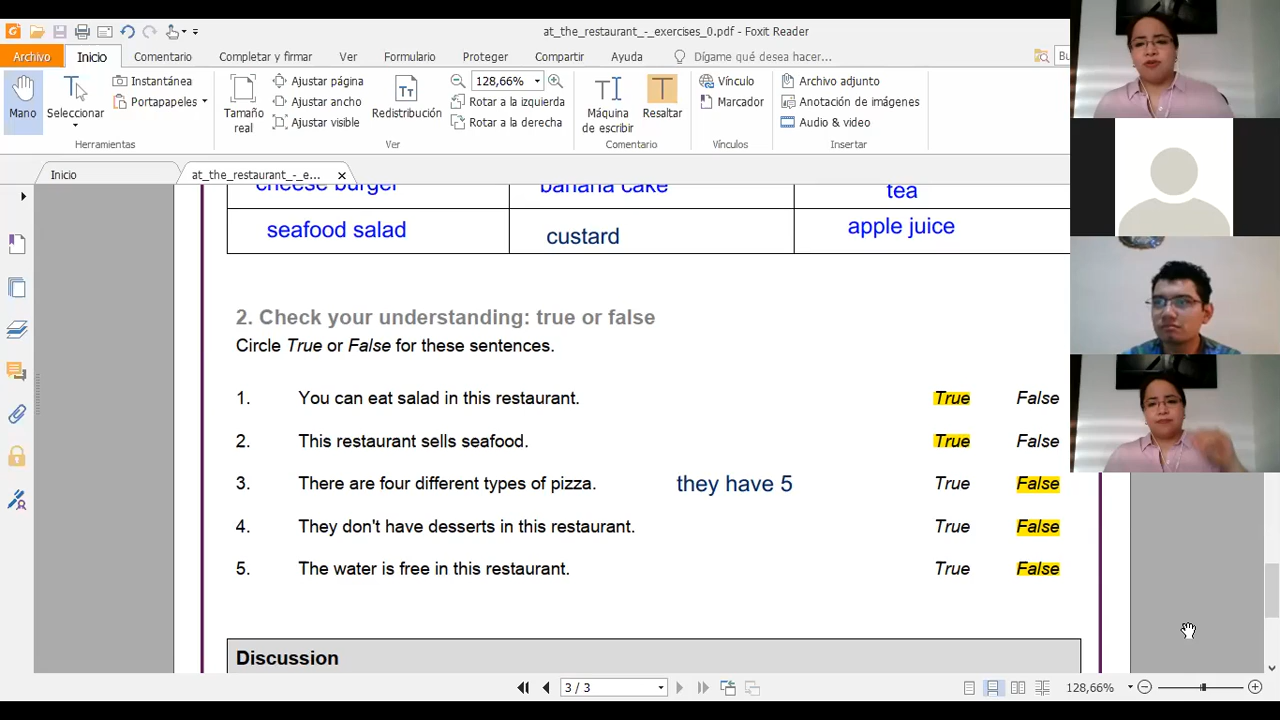 at_the_restaurant_-_exercises_0.pdf - Foxit Reader
Archivo Inicio Comentario Completar y firmar Ver Formulario Proteger Compartir Ayuda Dígame qué desea hacer...
Mano
Seleccionar
Instantánea
Portapapeles
Herramientas
Tamaño real
Ajustar página
Ajustar ancho
Ajustar visible
Redistribución
128,66%
Rotar a la izquierda
Rotar a la derecha
Ver
Máquina de escribir
Resaltar
Comentario
Vínculo
Marcador
Vínculos
Archivo adjunto
Anotación de imágenes
Audio & video
Insertar
Inicio at_the_restaurant_-_e...
cheese burger banana cake tea
seafood salad custard apple juice
2. Check your understanding: true or false
Circle True or False for these sentences.
1. You can eat salad in this restaurant. True False
2. This restaurant sells seafood. True False
3. There are four different types of pizza. they have 5 True False
4. They don't have desserts in this restaurant. True False
5. The water is free in this restaurant. True False
Discussion
3 / 3 128,66%